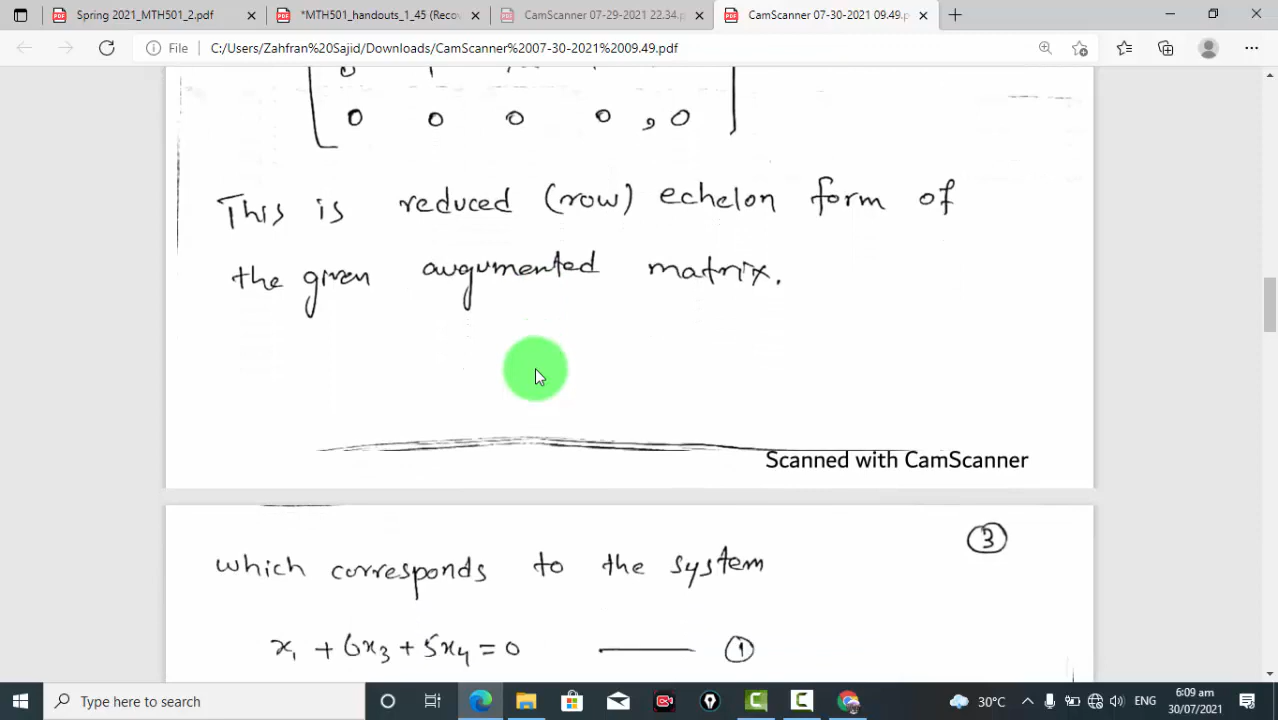 Spring 2021_MTH501_2.pdf
*MTH501_handouts_1_45 (Reco
CamScanner 07-29-2021 22.34.p
CamScanner 07-30-2021 09.49.p
File
C:/Users/Zahfran%20Sajid/Downloads/CamScanner%2007-30-2021%2009.49.pdf
0 0 0 0 , 0
This is reduced (row) echelon form of
the given augumented matrix.
Scanned with CamScanner
3
which corresponds to the system
x₁ + 6x₃ + 5x₄ = 0 —— 1
Type here to search
30°C
ENG
6:09 am
30/07/2021